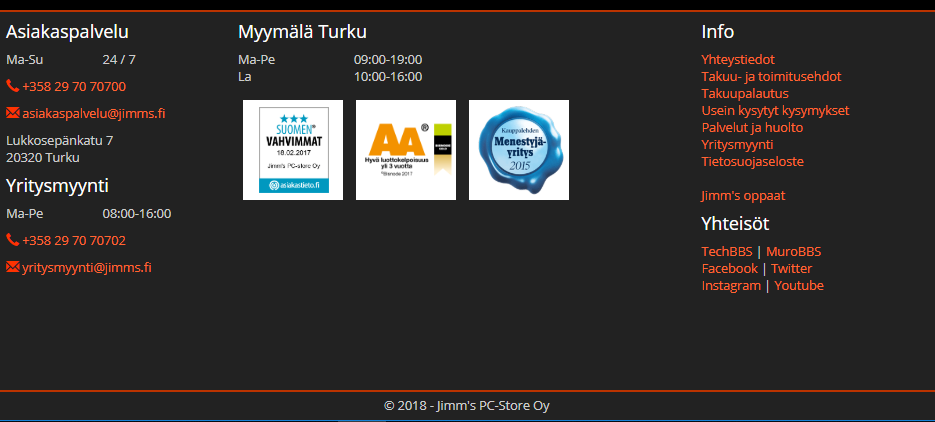 Asiakaspalvelu
Ma-Su 24 / 7
+358 29 70 70700
asiakaspalvelu@jimms.fi
Lukkosepänkatu 7
20320 Turku
Yritysmyynti
Ma-Pe 08:00-16:00
+358 29 70 70702
yritysmyynti@jimms.fi
Myymälä Turku
Ma-Pe 09:00-19:00
La 10:00-16:00
SUOMEN®
VAHVIMMAT
16.02.2017
Jimm's PC-store Oy
asiakastieto.fi
AA®
Hyvä luottokelpoisuus
yli 3 vuotta
©Bisnode 2017
Kauppalehden
Menestyjä-
yritys
2015
Info
Yhteystiedot
Takuu- ja toimitusehdot
Takuupalautus
Usein kysytyt kysymykset
Palvelut ja huolto
Yritysmyynti
Tietosuojaseloste
Jimm's oppaat
Yhteisöt
TechBBS | MuroBBS
Facebook | Twitter
Instagram | Youtube
© 2018 - Jimm's PC-Store Oy